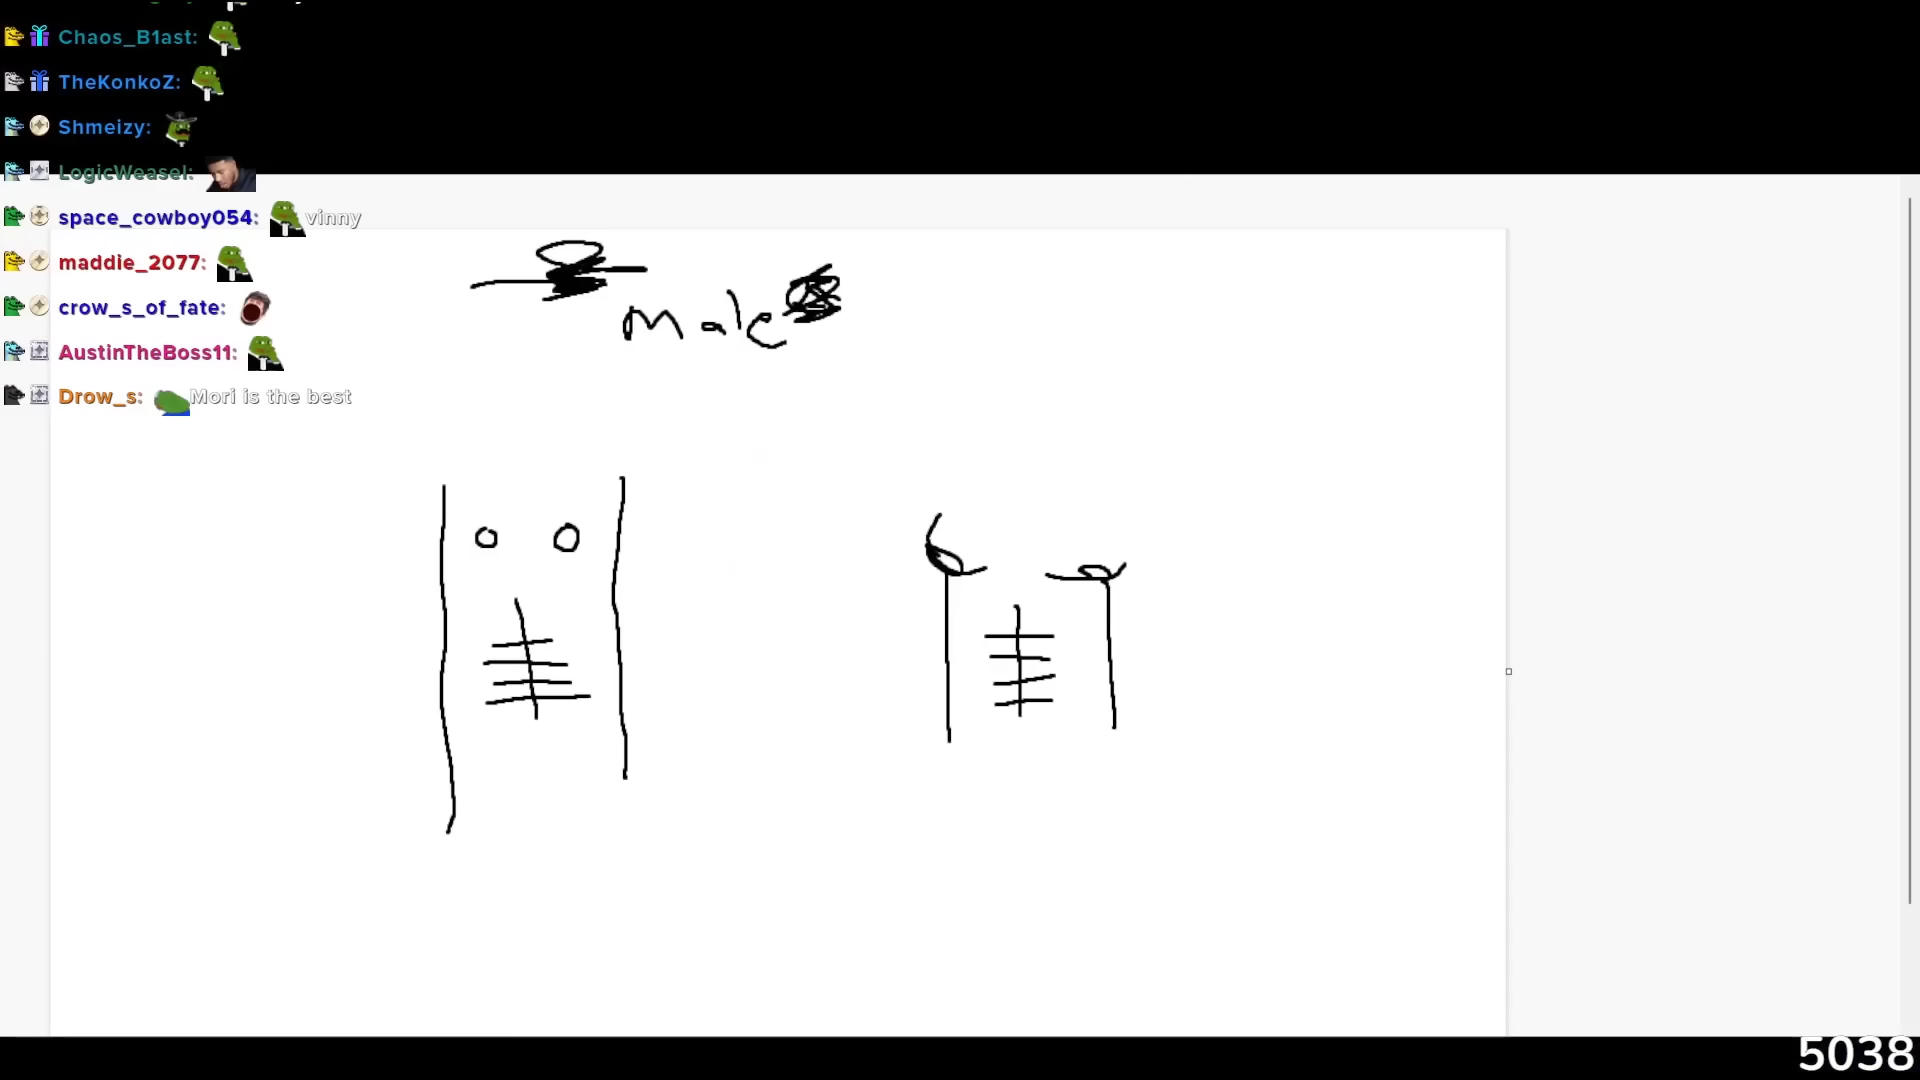 Chaos_B1ast:
TheKonkoZ:
Shmeizy:
LogicWeasel:
space_cowboy054: vinny
maddie_2077:
crow_s_of_fate:
AustinTheBoss11:
Drow_s: Mori is the best
male
5038